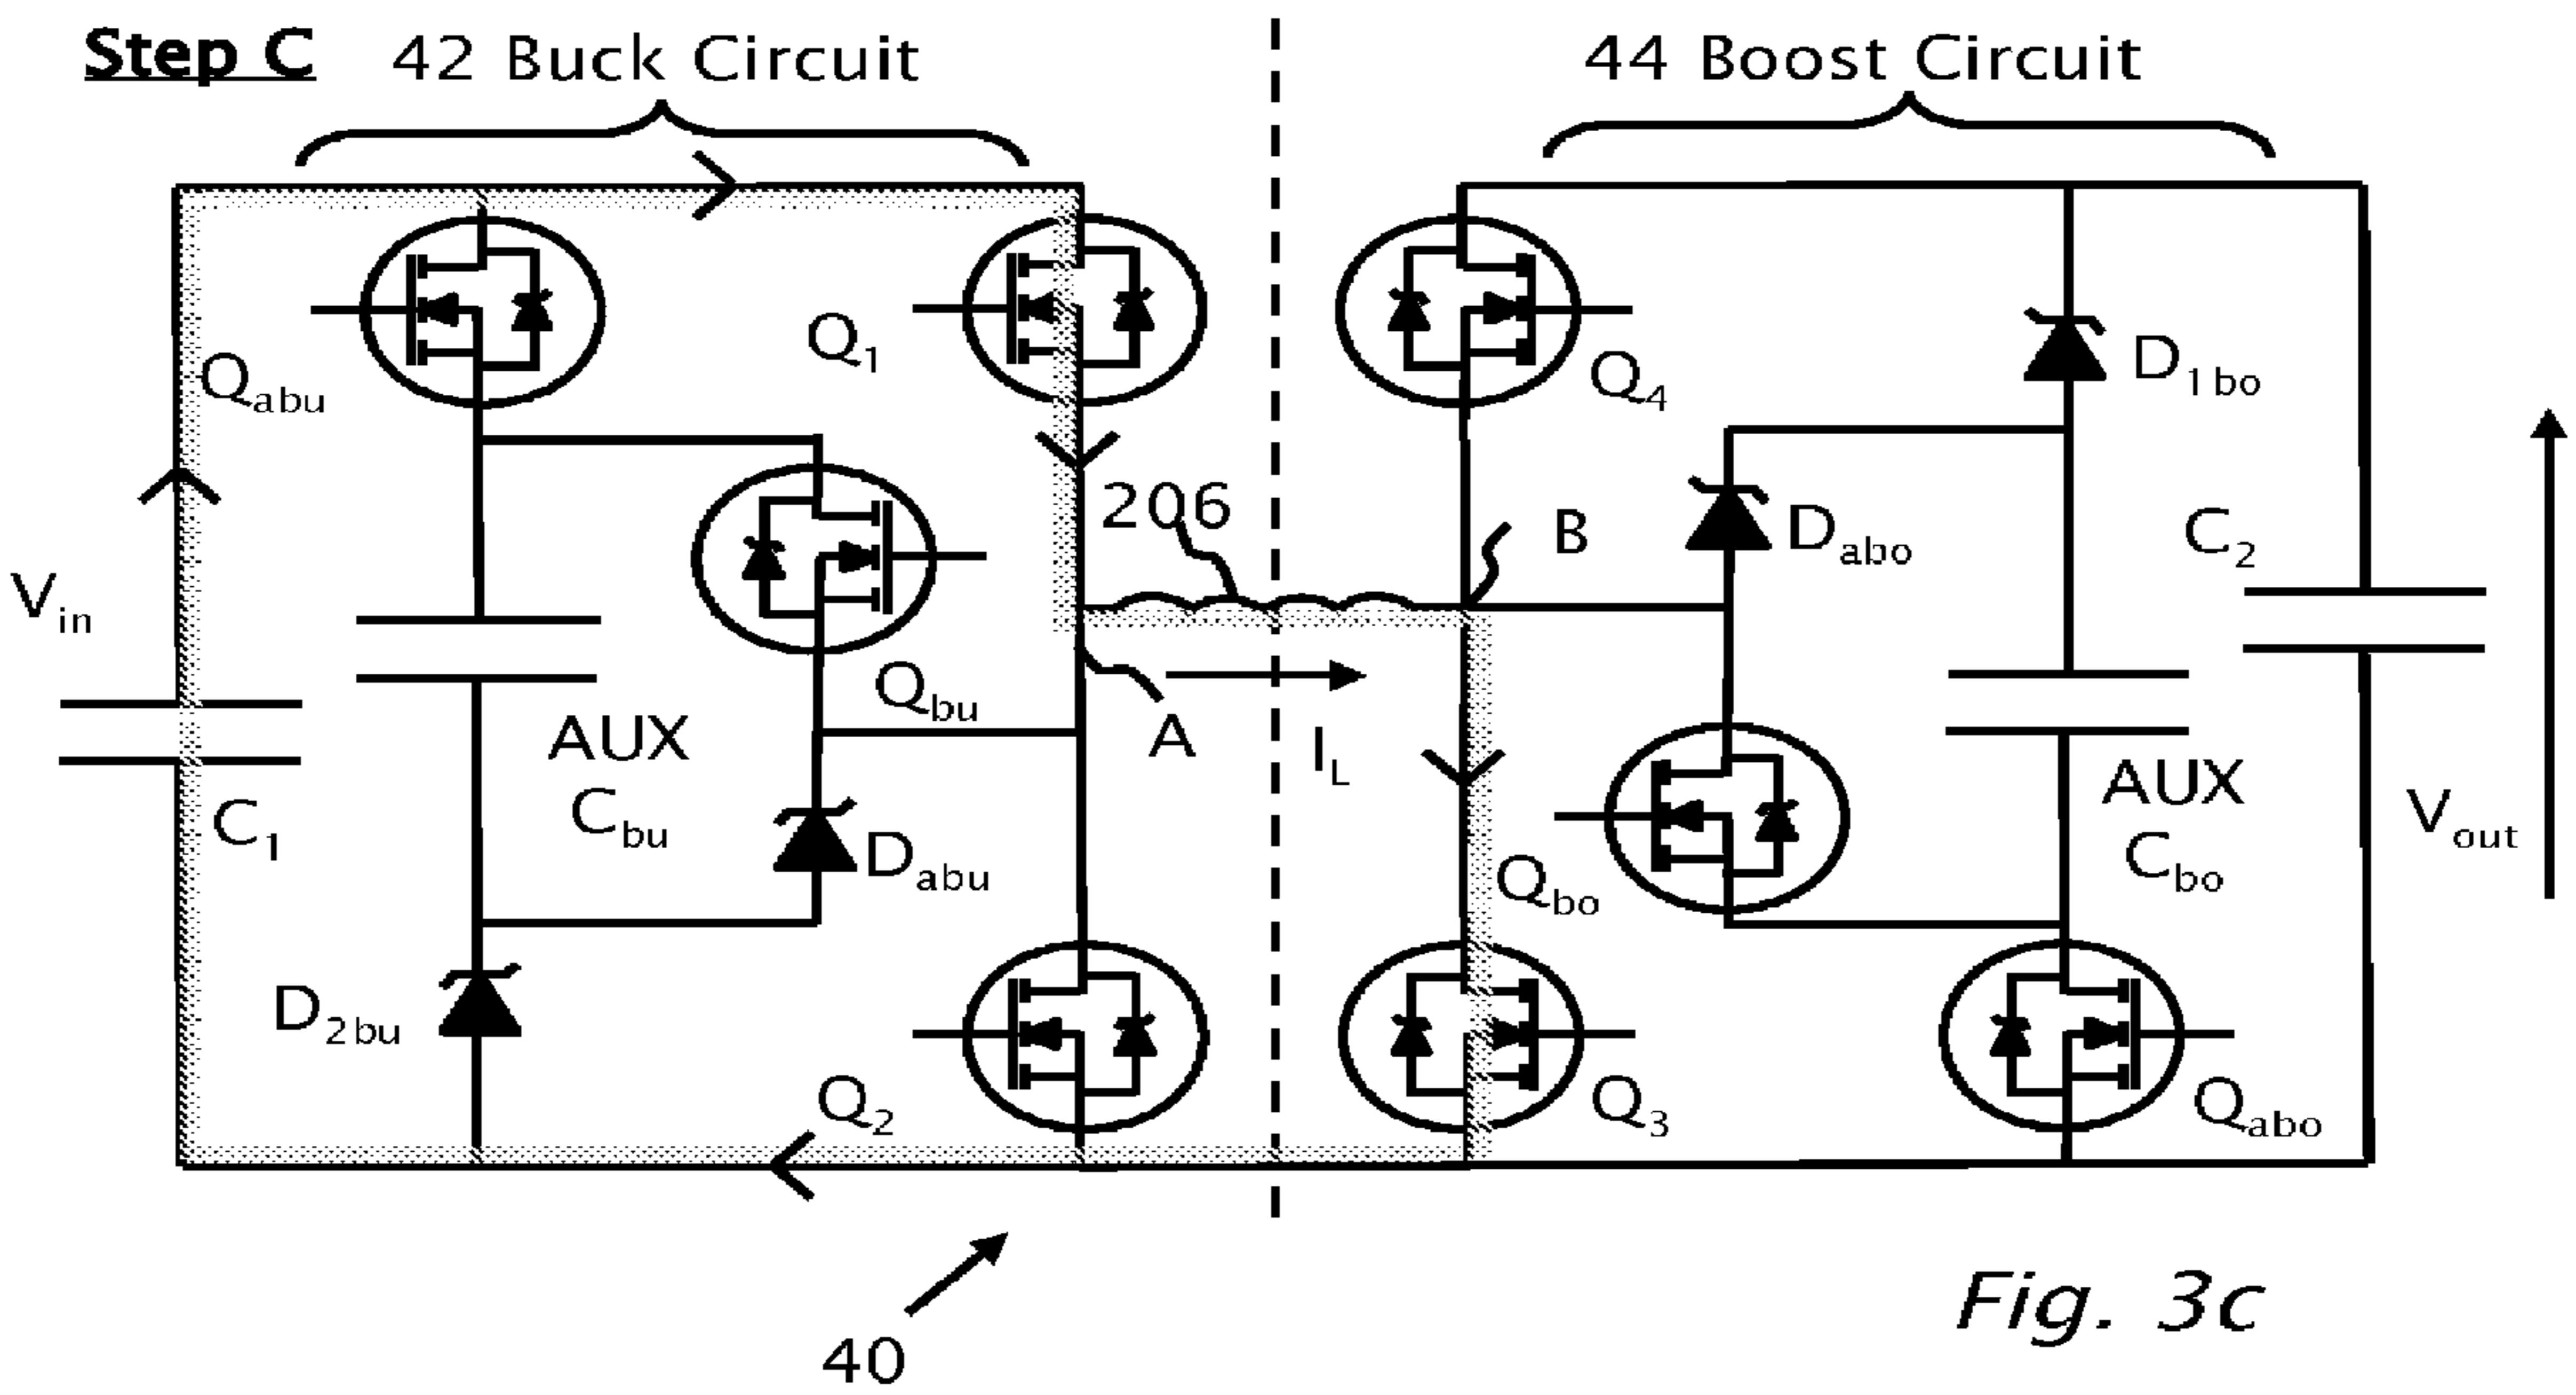 Step C
42 Buck Circuit
44 Boost Circuit
Qabu
Q1
Q4
D1bo
206
B
Dabo
C2
Vin
Qbu
A
IL
AUX
Cbu
C1
Dabu
Qbo
AUX
Cbo
Vout
D2bu
Q2
Q3
Qabo
40
Fig. 3c